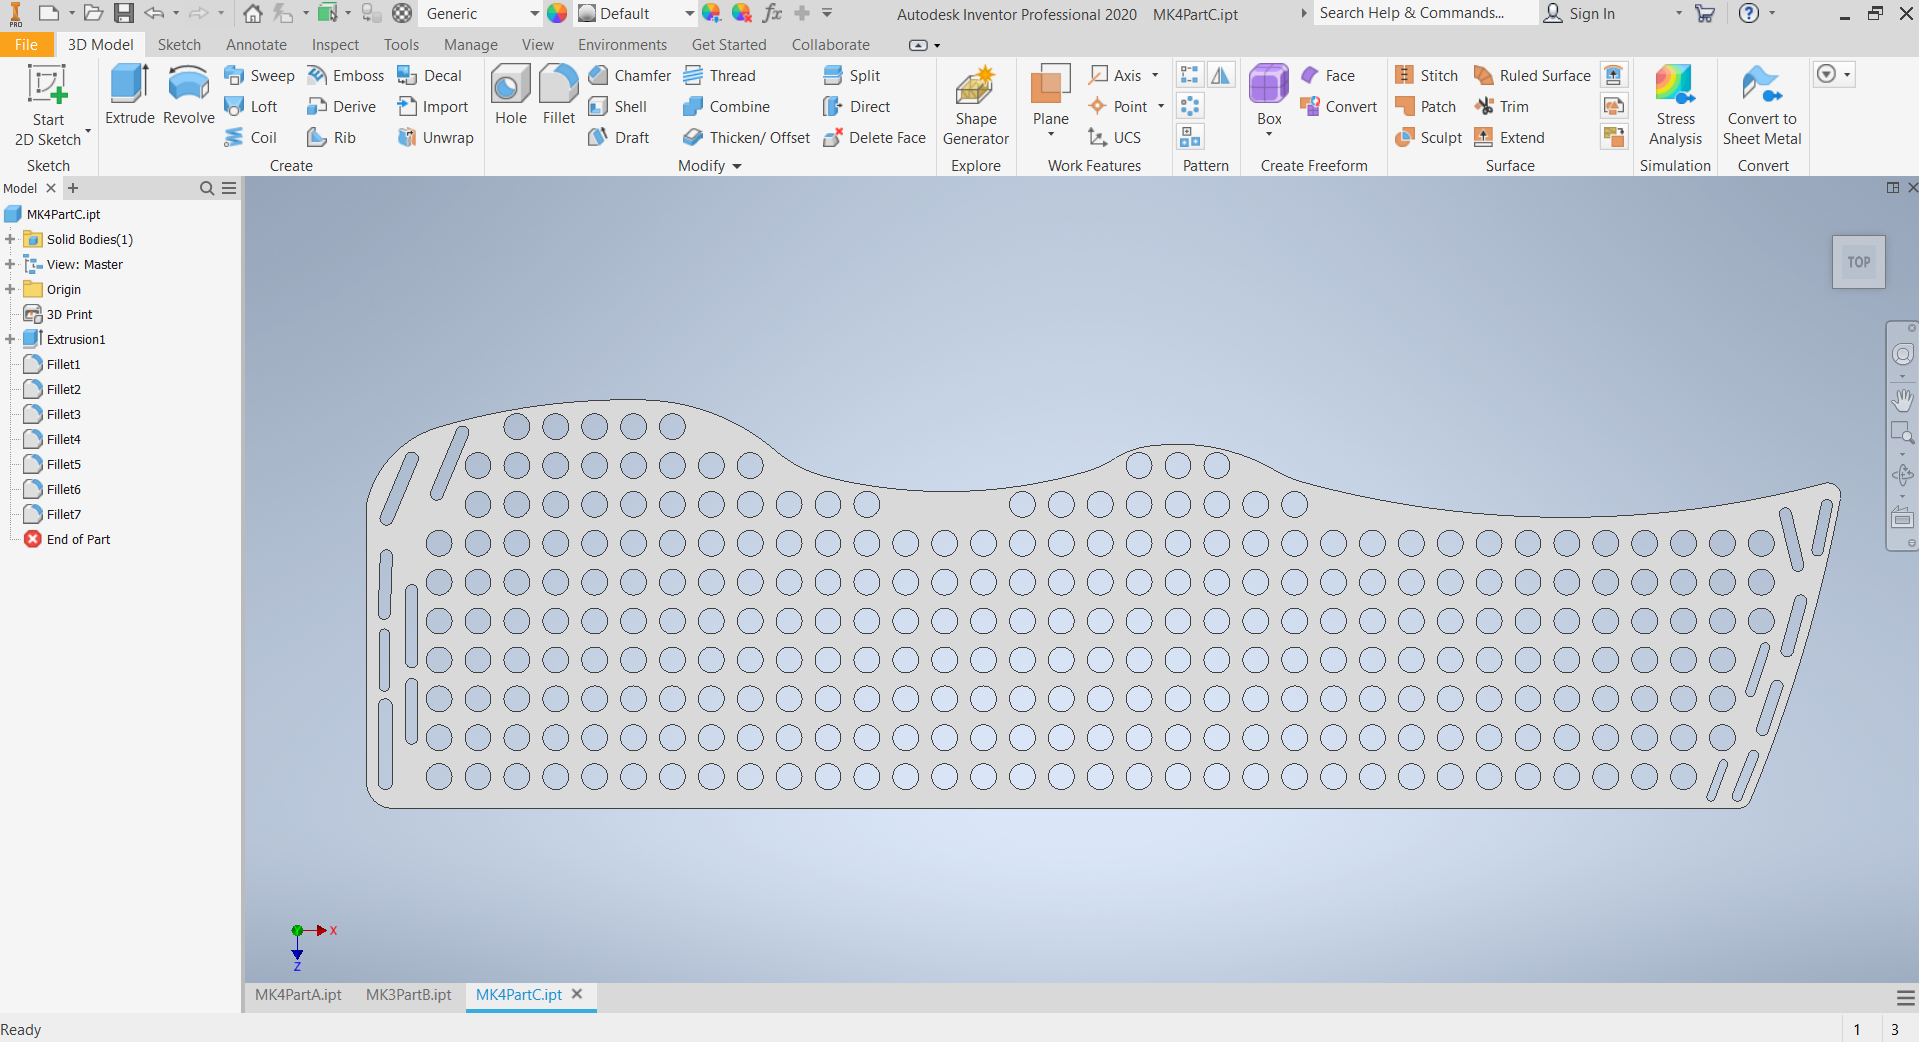 PRO
Generic
Default
fx
Autodesk Inventor Professional 2020 MK4PartC.ipt
Search Help & Commands...
Sign In
File
3D Model
Sketch
Annotate
Inspect
Tools
Manage
View
Environments
Get Started
Collaborate
Start
2D Sketch
Sketch
Extrude
Revolve
Sweep
Loft
Coil
Emboss
Derive
Rib
Decal
Import
Unwrap
Create
Hole
Fillet
Chamfer
Shell
Draft
Thread
Combine
Thicken/ Offset
Split
Direct
Delete Face
Modify
Shape
Generator
Explore
Plane
Axis
Point
UCS
Work Features
Pattern
Box
Face
Convert
Create Freeform
Stitch
Patch
Sculpt
Ruled Surface
Trim
Extend
Surface
Stress
Analysis
Simulation
Convert to
Sheet Metal
Convert
Model
MK4PartC.ipt
Solid Bodies(1)
View: Master
Origin
3D Print
Extrusion1
Fillet1
Fillet2
Fillet3
Fillet4
Fillet5
Fillet6
Fillet7
End of Part
TOP
Y
X
Z
MK4PartA.ipt
MK3PartB.ipt
MK4PartC.ipt
Ready
1
3